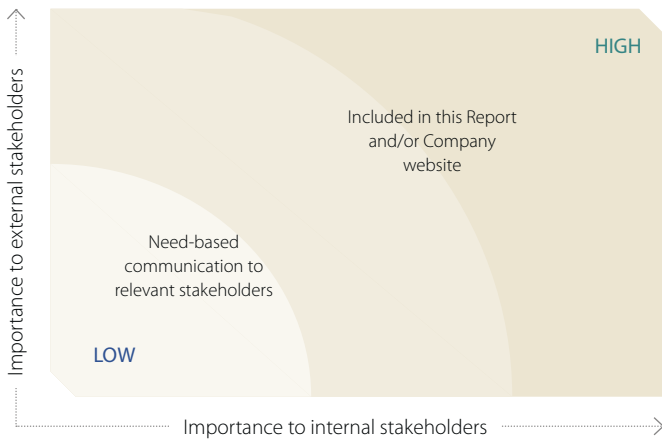 HIGH
Importance to external stakeholders
Included in this Report
and/or Company
website
Need-based
communication to
relevant stakeholders
LOW
Importance to internal stakeholders